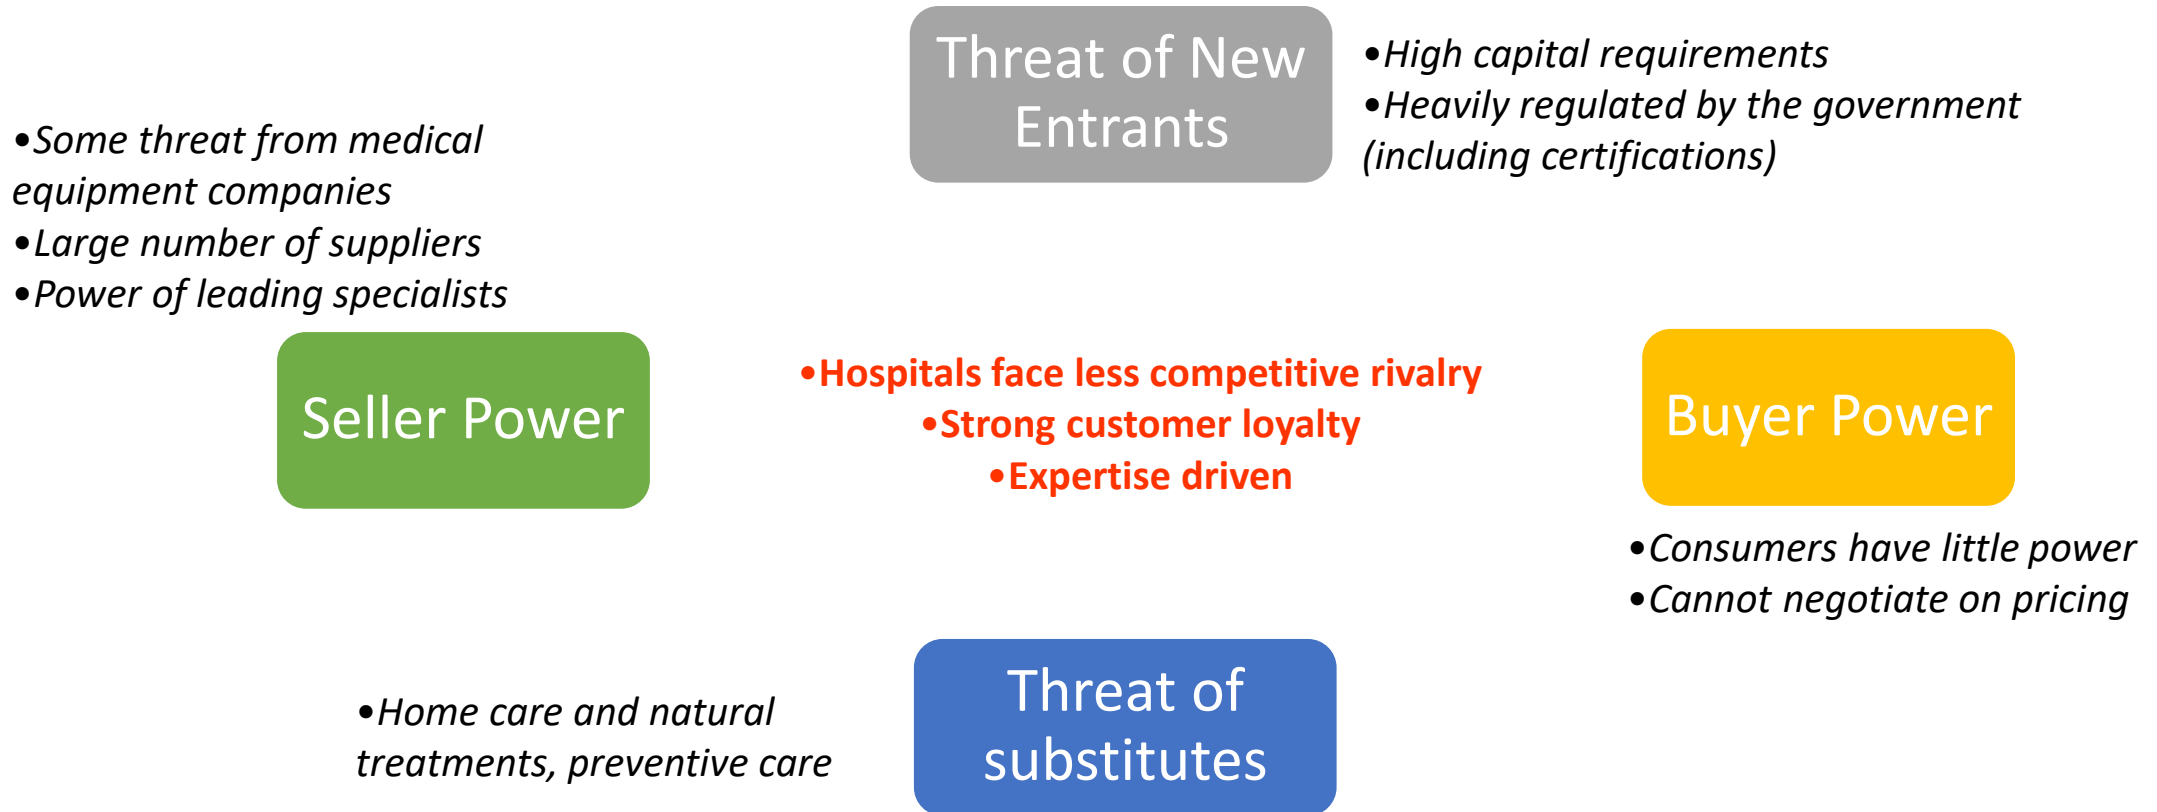 Threat of New
Entrants
•High capital requirements
•Heavily regulated by the government
(including certifications)
•Some threat from medical
equipment companies
•Large number of suppliers
•Power of leading specialists
Seller Power
•Hospitals face less competitive rivalry
•Strong customer loyalty
•Expertise driven
Buyer Power
•Consumers have little power
•Cannot negotiate on pricing
•Home care and natural
treatments, preventive care
Threat of
substitutes